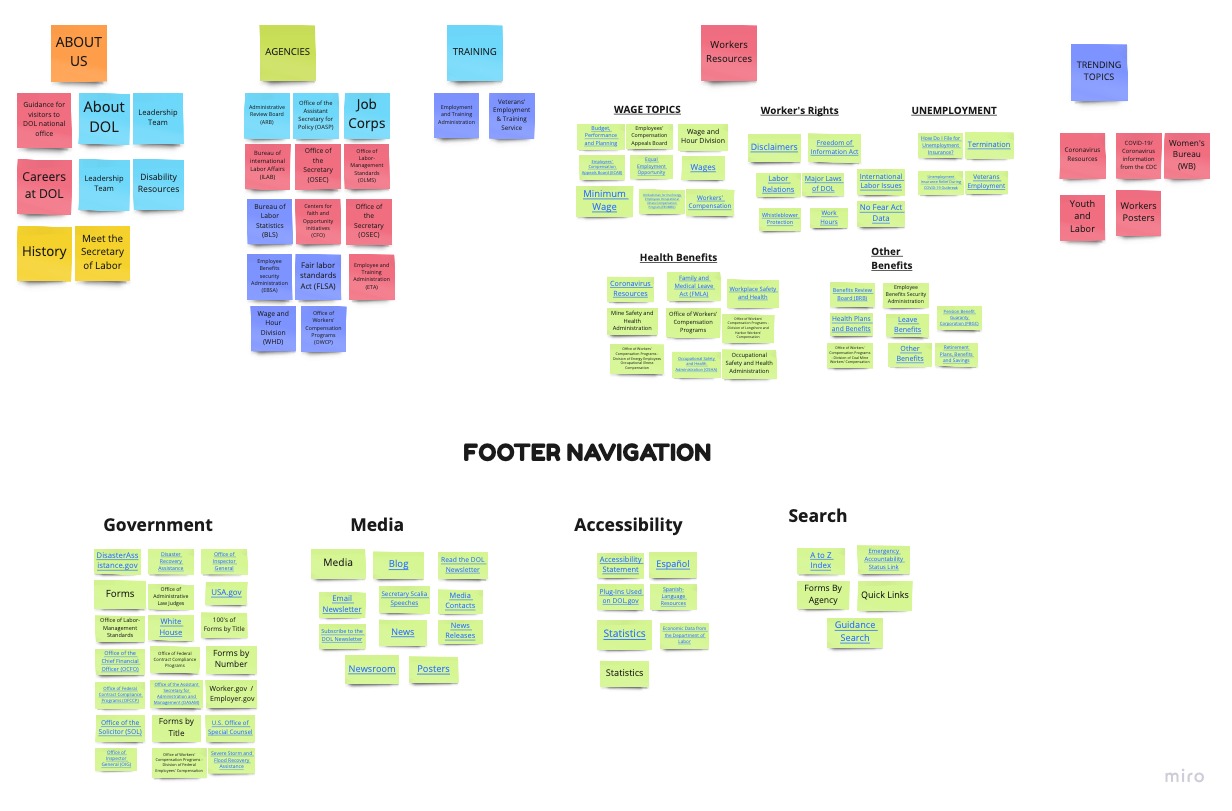 ABOUT
US
Guidance for
visitors to
DOL national
office
About
DOL
Leadership
Team
Careers
at DOL
Leadership
Team
Disability
Resources
History
Meet the
Secretary
of Labor
AGENCIES
Administrative
Review Board
(ARB)
Office of the
Assistant
Secretary for
Policy (OASP)
Job
Corps
Bureau of
International
Labor Affairs
(ILAB)
Office of
the
Secretary
(OSEC)
Office of
Labor-
Management
Standards
(OLMS)
Bureau of
Labor
Statistics
(BLS)
Centers for
faith and
Opportunity
Initiatives
(CFO)
Office of
the
Secretary
(OSEC)
Employee
Benefits
security
Administration
(EBSA)
Fair labor
standards
Act (FLSA)
Employee and
Training
Administration
(ETA)
Wage and
Hour
Division
(WHD)
Office of
Workers'
Compensation
Programs
(OWCP)
TRAINING
Employment
and Training
Administration
Veterans'
Employment
& Training
Service
Workers
Resources
WAGE TOPICS
Budget,
Performance
and Planning
Employees'
Compensation
Appeals Board
Wage and
Hour Division
Employees'
Compensation
Appeals Board (ECAB)
Equal
Employment
Opportunity
Wages
Minimum
Wage
Workers'
Compensation
Worker's Rights
Disclaimers
Freedom of
Information Act
Labor
Relations
Major Laws
of DOL
International
Labor Issues
Whistleblower
Protection
Work
Hours
No Fear Act
Data
UNEMPLOYMENT
How Do I File for
Unemployment
Insurance?
Termination
Unemployment
Insurance Relief During
COVID-19 Outbreak
Veterans
Employment
Health Benefits
Coronavirus
Resources
Family and
Medical Leave
Act (FMLA)
Workplace Safety
and Health
Mine Safety and
Health
Administration
Office of Workers'
Compensation
Programs
Office of Workers'
Compensation Programs -
Division of Longshore and
Harbor Workers'
Compensation
Office of Workers'
Compensation Programs -
Division of Energy Employees
Occupational Illness
Compensation
Occupational Safety
and Health
Administration (OSHA)
Occupational
Safety and Health
Administration
Other
Benefits
Benefits Review
Board (BRB)
Employee
Benefits Security
Administration
Health Plans
and Benefits
Leave
Benefits
Pension Benefit
Guaranty
Corporation (PBGC)
Office of Workers'
Compensation Programs -
Division of Coal Mine
Workers' Compensation
Other
Benefits
Retirement
Plans, Benefits
and Savings
TRENDING
TOPICS
Coronavirus
Resources
COVID-19/
Coronavirus
information
from the CDC
Women's
Bureau
(WB)
Youth
and
Labor
Workers
Posters
FOOTER NAVIGATION
Government
DisasterAss
istance.gov
Disaster
Recovery
Assistance
Office of
Inspector
General
Forms
Office of
Administrative
Law Judges
USA.gov
Office of Labor-
Management
Standards
White
House
100's of
Forms by Title
Office of the
Chief Financial
Officer (OCFO)
Office of Federal
Contract Compliance
Programs
Forms by
Number
Office of Federal
Contract Compliance
Programs (OFCCP)
Office of the Assistant
Secretary for
Administration and
Management (OASAM)
Worker.gov /
Employer.gov
Office of the
Solicitor (SOL)
Forms by
Title
U.S. Office of
Special Counsel
Office of
Inspector
General (OIG)
Office of Workers'
Compensation Programs -
Division of Federal
Employees' Compensation
Severe Storm and
Flood Recovery
Assistance
Media
Media
Blog
Read the DOL
Newsletter
Email
Newsletter
Secretary Scalia
Speeches
Media
Contacts
Subscribe to the
DOL Newsletter
News
News
Releases
Newsroom
Posters
Accessibility
Accessibility
Statement
Español
Plug-ins Used
on DOL.gov
Spanish-
Language
Resources
Statistics
Economic Data from
the Department of
Labor
Statistics
Search
A to Z
Index
Emergency
Accountability
Status Link
Forms By
Agency
Quick Links
Guidance
Search
miro